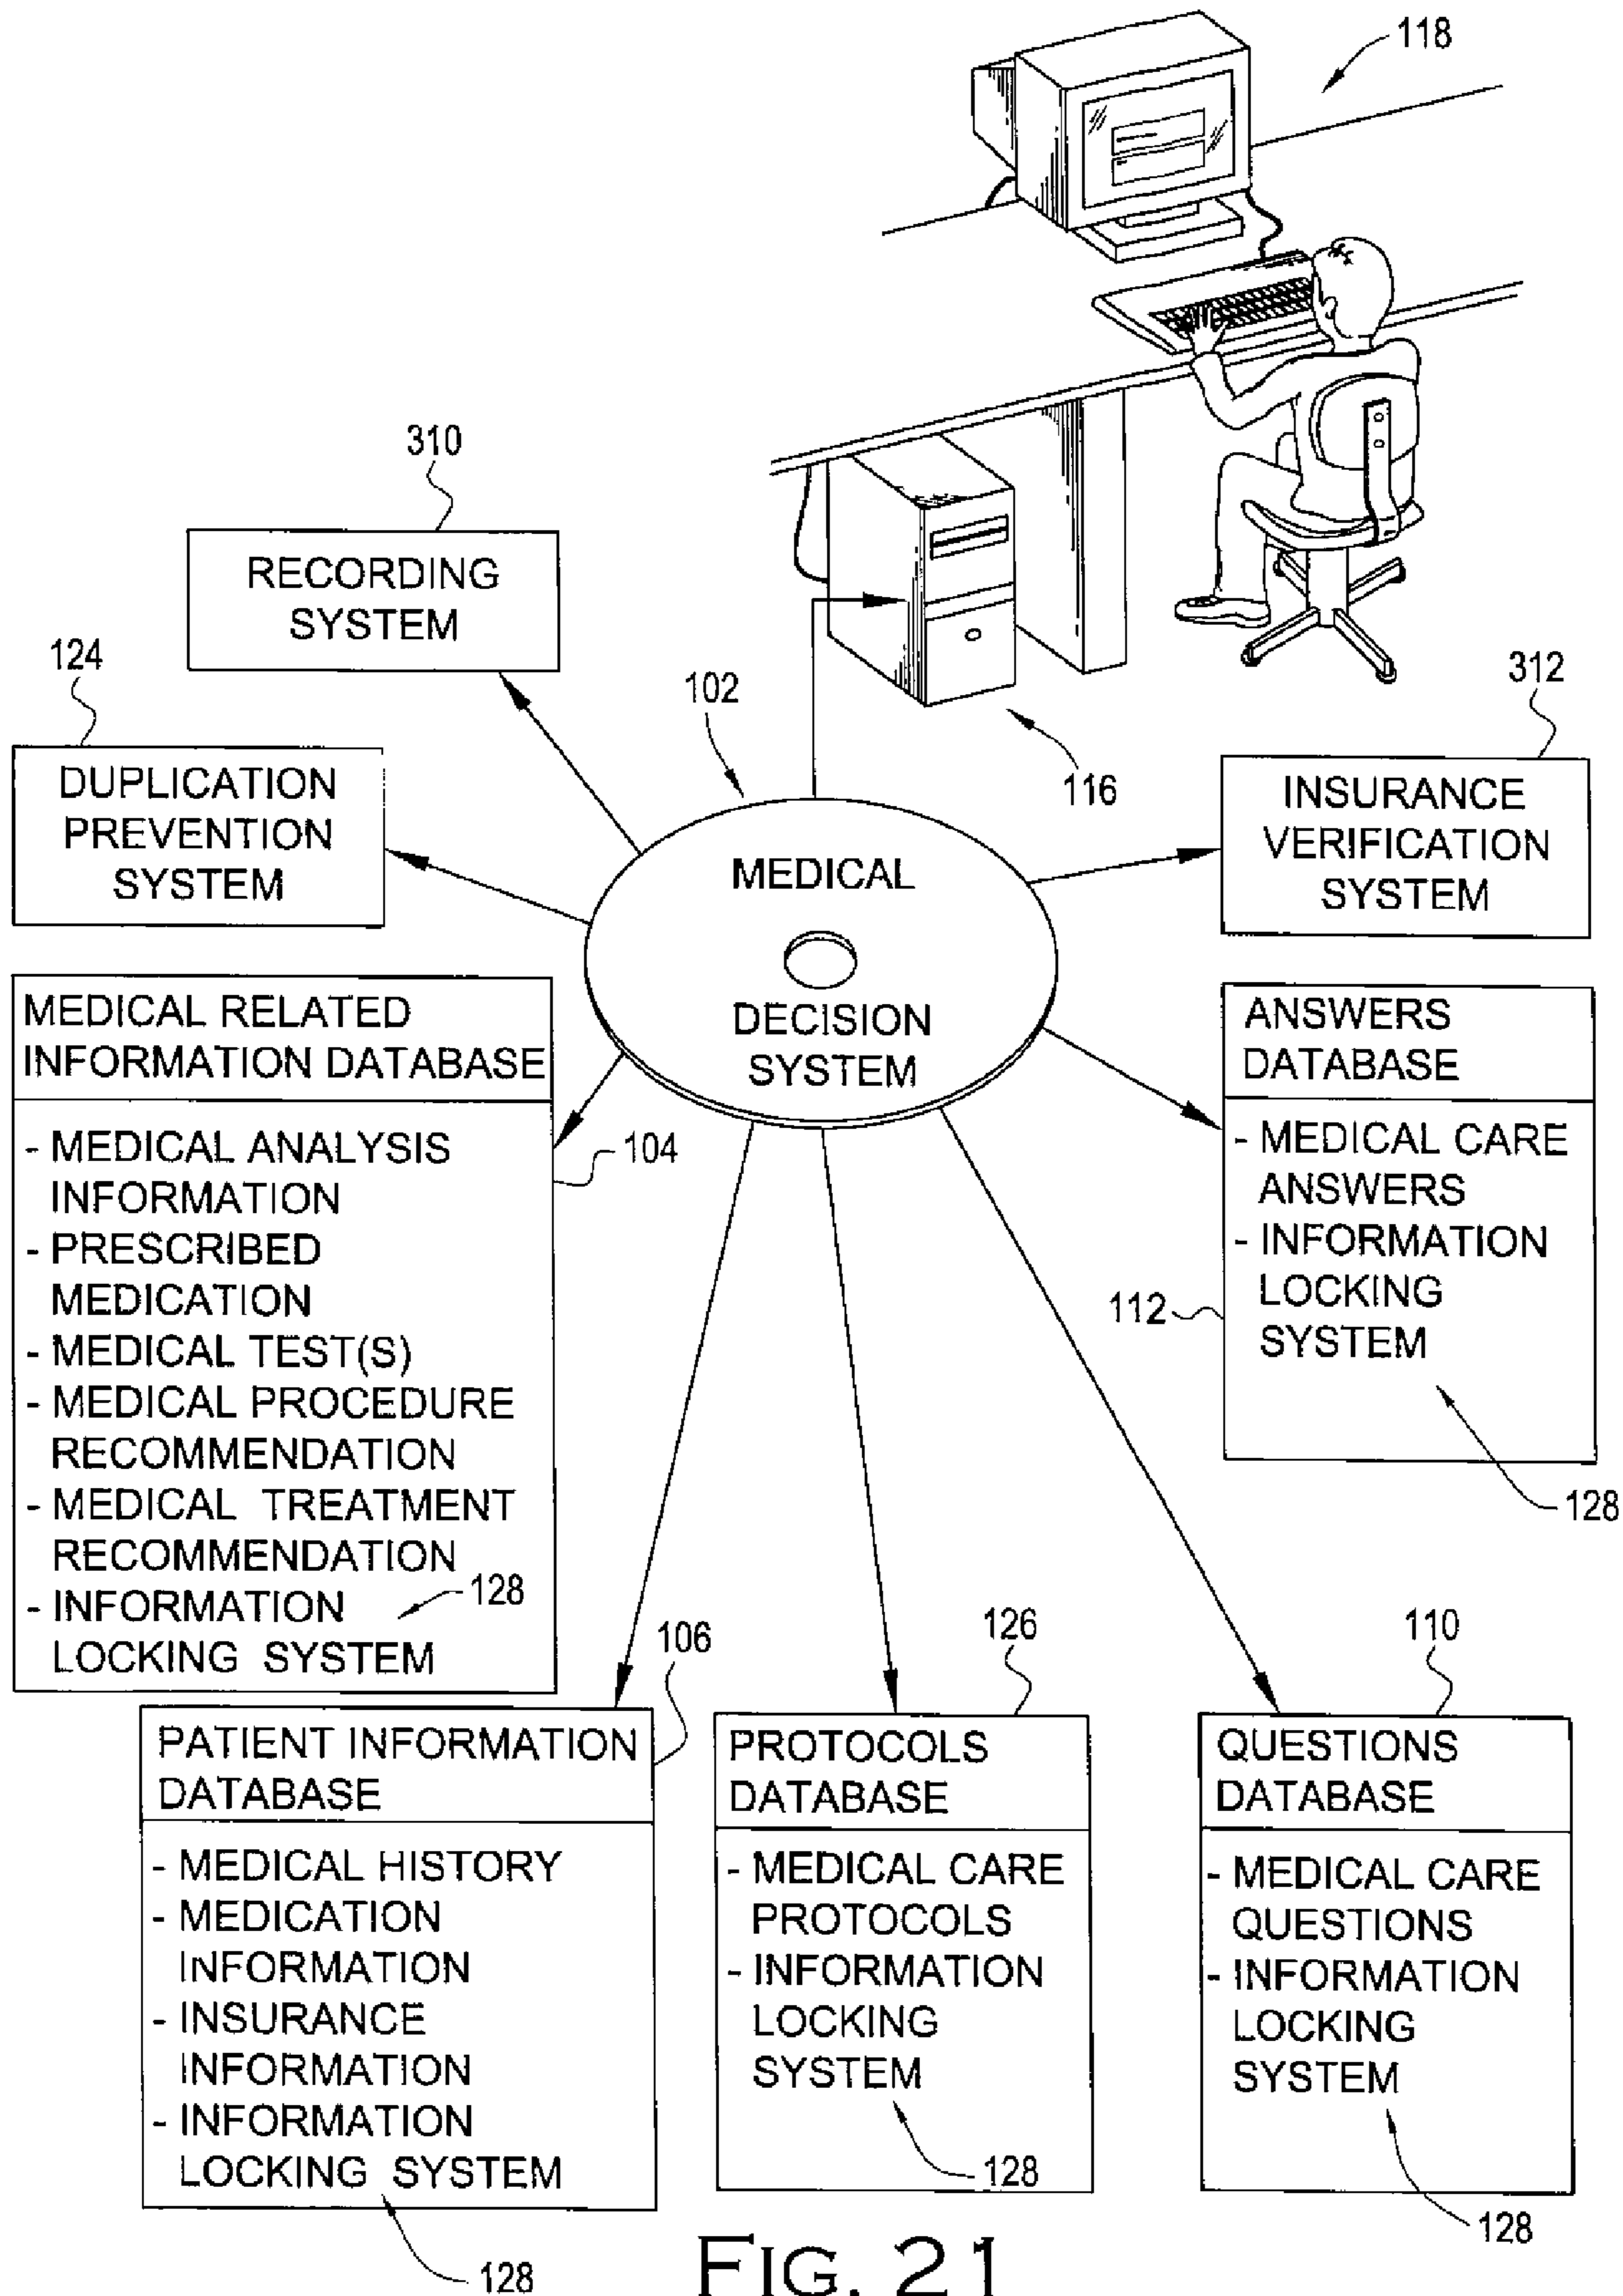 118
310
RECORDING
SYSTEM
124
DUPLICATION
PREVENTION
SYSTEM
102
116
312
INSURANCE
VERIFICATION
SYSTEM
MEDICAL
DECISION
SYSTEM
MEDICAL RELATED
INFORMATION DATABASE
- MEDICAL ANALYSIS
INFORMATION
- PRESCRIBED
MEDICATION
- MEDICAL TEST(S)
- MEDICAL PROCEDURE
RECOMMENDATION
- MEDICAL TREATMENT
RECOMMENDATION
- INFORMATION
LOCKING SYSTEM
128
104
ANSWERS
DATABASE
- MEDICAL CARE
ANSWERS
- INFORMATION
LOCKING
SYSTEM
112
128
106
PATIENT INFORMATION
DATABASE
- MEDICAL HISTORY
- MEDICATION
INFORMATION
- INSURANCE
INFORMATION
- INFORMATION
LOCKING SYSTEM
128
126
PROTOCOLS
DATABASE
- MEDICAL CARE
PROTOCOLS
- INFORMATION
LOCKING
SYSTEM
128
110
QUESTIONS
DATABASE
- MEDICAL CARE
QUESTIONS
- INFORMATION
LOCKING
SYSTEM
128
FIG. 21